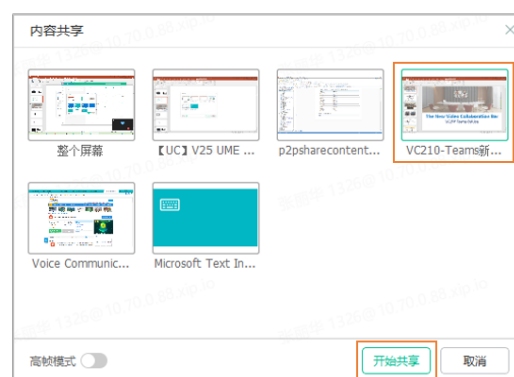 内容共享
整个屏幕
【UC】V25 UME ...
p2psharecontent...
VC210-Teams新...
The New Video Collaboration Bar
Voice Communic...
Microsoft Text In...
高帧模式
开始共享
取消